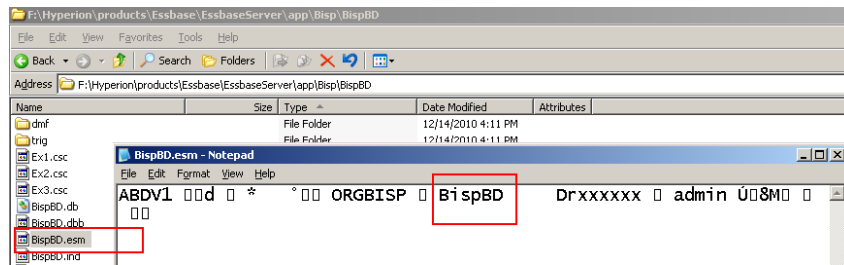 F:\Hyperion\products\Essbase\EssbaseServer\app\Bisp\BispBD
File Edit View Favorites Tools Help
Back Search Folders
Address F:\Hyperion\products\Essbase\EssbaseServer\app\Bisp\BispBD
Name Size Type Date Modified Attributes
dmf File Folder 12/14/2010 4:11 PM
trig File Folder 12/14/2010 4:11 PM
Ex1.csc
BispBD.esm - Notepad
Ex2.csc
File Edit Format View Help
Ex3.csc
ABDV1 □□d □ * °□□ ORGBISP □ BispBD Drxxxxxx □ admin Ú□8M□ □
□□
BispBD.db
BispBD.dbb
BispBD.esm
BispBD.ind